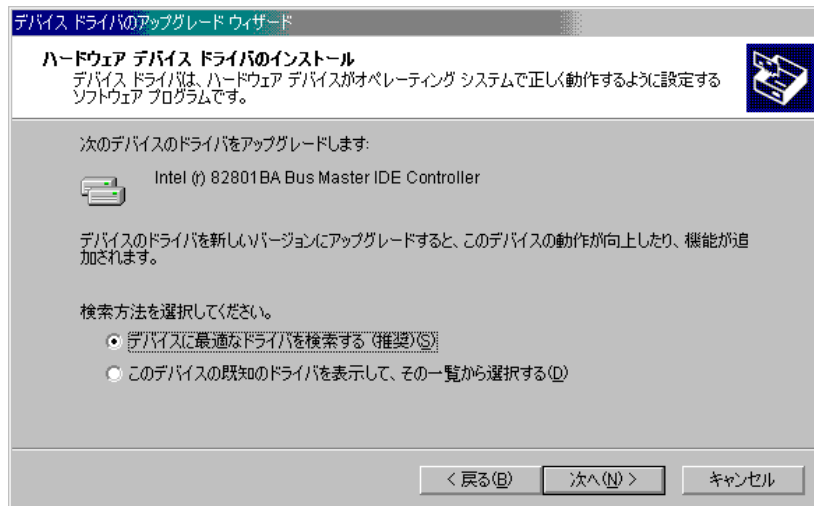 デバイス ドライバのアップグレード ウィザード
ハードウェア デバイス ドライバのインストール
デバイス ドライバは、ハードウェア デバイスがオペレーティング システムで正しく動作するように設定する
ソフトウェア プログラムです。
次のデバイスのドライバをアップグレードします:
Intel (r) 82801BA Bus Master IDE Controller
デバイスのドライバを新しいバージョンにアップグレードすると、このデバイスの動作が向上したり、機能が追
加されます。
検索方法を選択してください。
デバイスに最適なドライバを検索する (推奨)(S)
このデバイスの既知のドライバを表示して、その一覧から選択する(D)
< 戻る(B) 次へ(N) > キャンセル